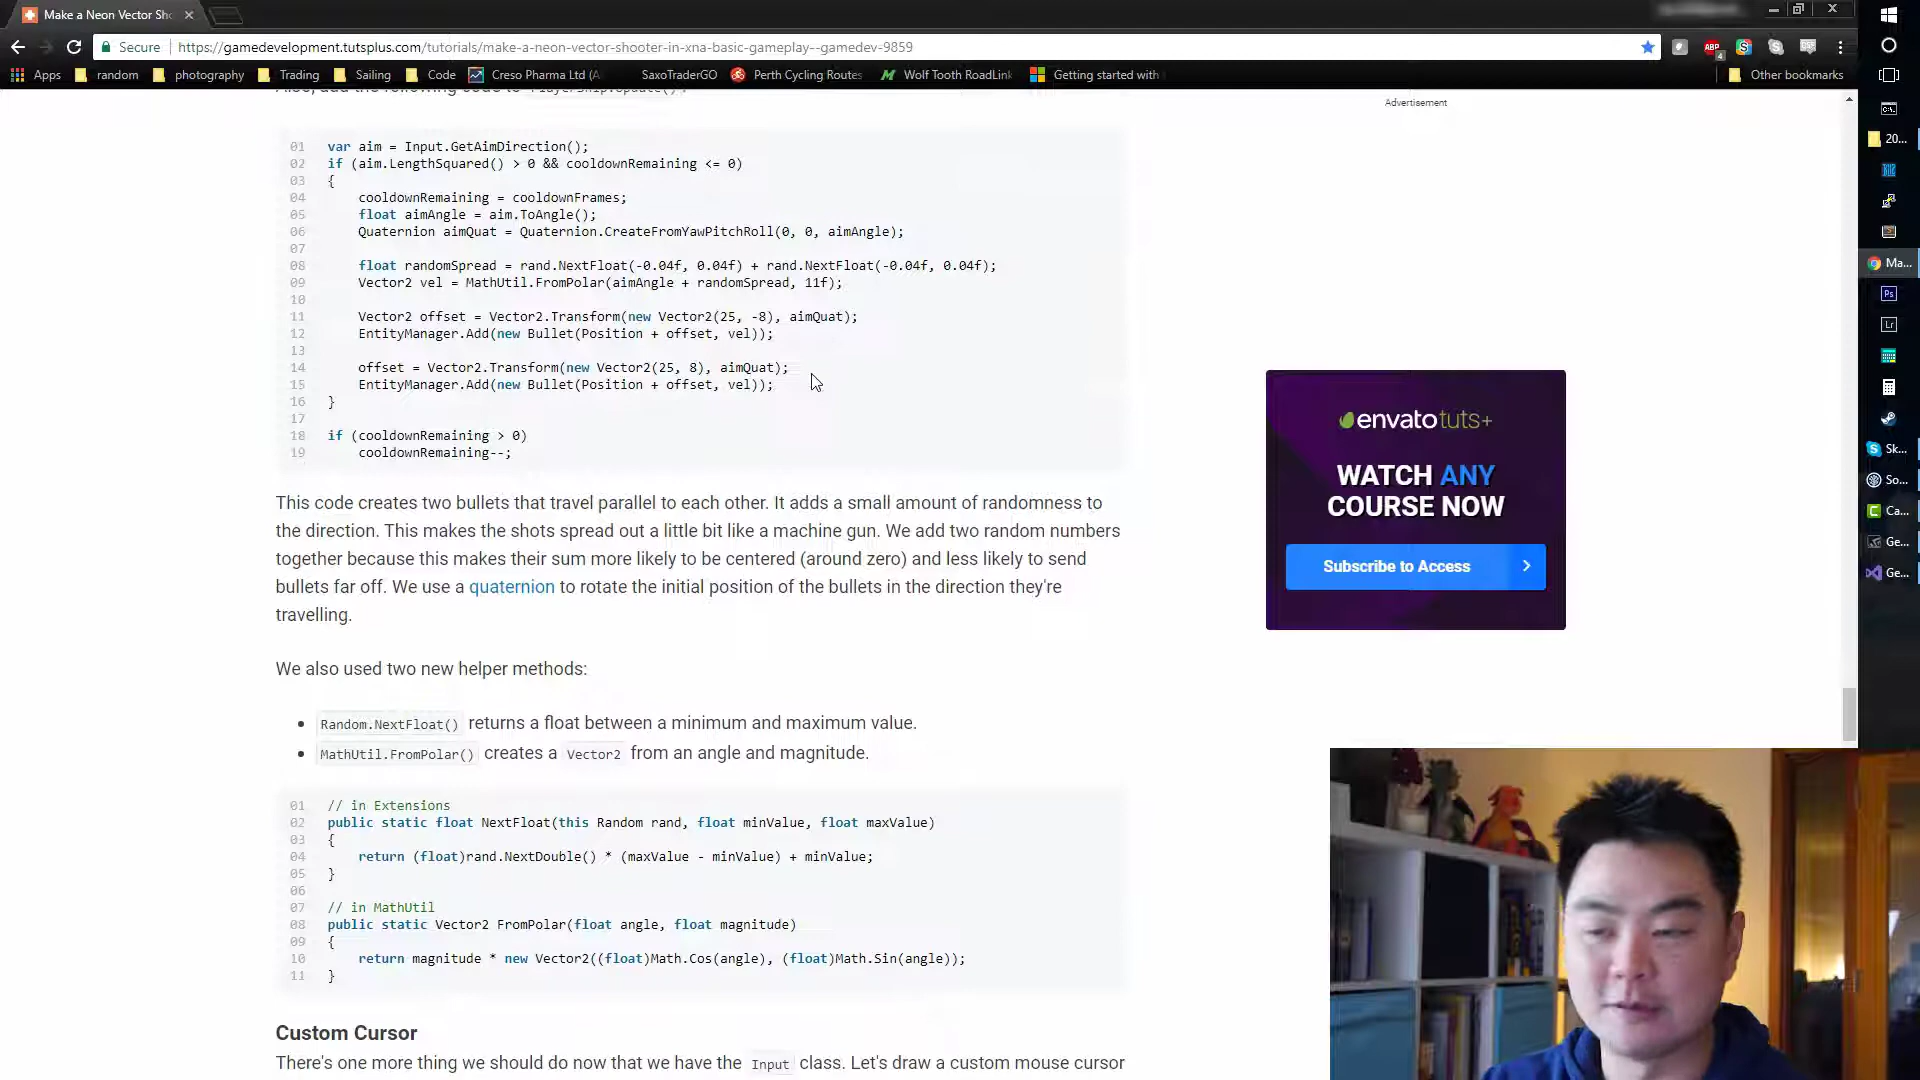 Make a Neon Vector Sho
Secure
https://gamedevelopment.tutsplus.com/tutorials/make-a-neon-vector-shooter-in-xna-basic-gameplay--gamedev-9859
ABP
4
Apps
random
photography
Trading
Sailing
Code
Creso Pharma Ltd (A
SaxoTraderGO
Perth Cycling Routes
Wolf Tooth RoadLink
Getting started with
Other bookmarks
Advertisement
01 var aim = Input.GetAimDirection();
02 if (aim.LengthSquared() > 0 && cooldownRemaining <= 0)
03 {
04 cooldownRemaining = cooldownFrames;
05 float aimAngle = aim.ToAngle();
06 Quaternion aimQuat = Quaternion.CreateFromYawPitchRoll(0, 0, aimAngle);
07
08 float randomSpread = rand.NextFloat(-0.04f, 0.04f) + rand.NextFloat(-0.04f, 0.04f);
09 Vector2 vel = MathUtil.FromPolar(aimAngle + randomSpread, 11f);
10
11 Vector2 offset = Vector2.Transform(new Vector2(25, -8), aimQuat);
12 EntityManager.Add(new Bullet(Position + offset, vel));
13
14 offset = Vector2.Transform(new Vector2(25, 8), aimQuat);
15 EntityManager.Add(new Bullet(Position + offset, vel));
16 }
17
18 if (cooldownRemaining > 0)
19 cooldownRemaining--;
This code creates two bullets that travel parallel to each other. It adds a small amount of randomness to
the direction. This makes the shots spread out a little bit like a machine gun. We add two random numbers
together because this makes their sum more likely to be centered (around zero) and less likely to send
bullets far off. We use a quaternion to rotate the initial position of the bullets in the direction they're
travelling.
We also used two new helper methods:
• Random.NextFloat() returns a float between a minimum and maximum value.
• MathUtil.FromPolar() creates a Vector2 from an angle and magnitude.
01 // in Extensions
02 public static float NextFloat(this Random rand, float minValue, float maxValue)
03 {
04 return (float)rand.NextDouble() * (maxValue - minValue) + minValue;
05 }
06
07 // in MathUtil
08 public static Vector2 FromPolar(float angle, float magnitude)
09 {
10 return magnitude * new Vector2((float)Math.Cos(angle), (float)Math.Sin(angle));
11 }
Custom Cursor
There's one more thing we should do now that we have the Input class. Let's draw a custom mouse cursor
envatotuts+
WATCH ANY
COURSE NOW
Subscribe to Access
20...
Ma...
Ps
Lr
Sk...
So...
Ca...
Ge...
Ge...